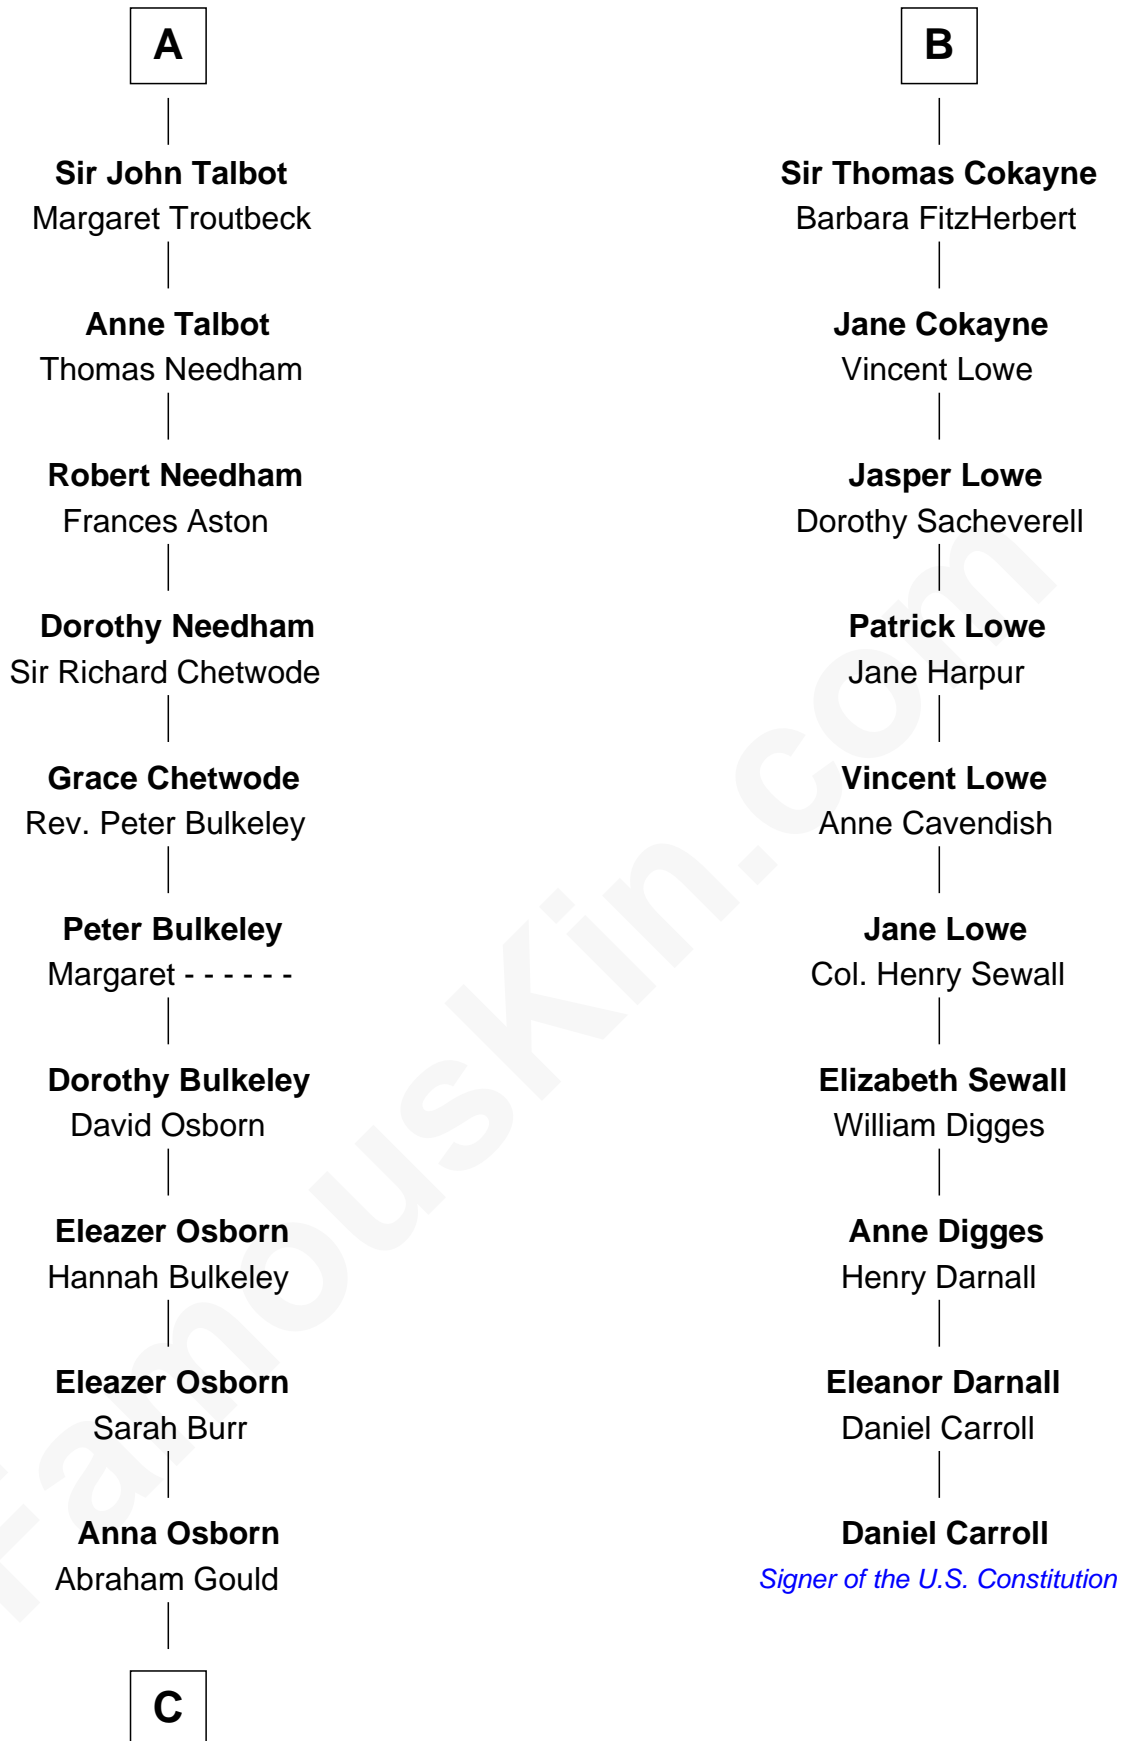 A
Sir John Talbot
Margaret Troutbeck
Anne Talbot
Thomas Needham
Robert Needham
Frances Aston
Dorothy Needham
Sir Richard Chetwode
Grace Chetwode
Rev. Peter Bulkeley
Peter Bulkeley
Margaret - - - - - -
Dorothy Bulkeley
David Osborn
Eleazer Osborn
Hannah Bulkeley
Eleazer Osborn
Sarah Burr
Anna Osborn
Abraham Gould
C
B
Sir Thomas Cokayne
Barbara FitzHerbert
Jane Cokayne
Vincent Lowe
Jasper Lowe
Dorothy Sacheverell
Patrick Lowe
Jane Harpur
Vincent Lowe
Anne Cavendish
Jane Lowe
Col. Henry Sewall
Elizabeth Sewall
William Digges
Anne Digges
Henry Darnall
Eleanor Darnall
Daniel Carroll
Daniel Carroll
Signer of the U.S. Constitution
FamousKin.com